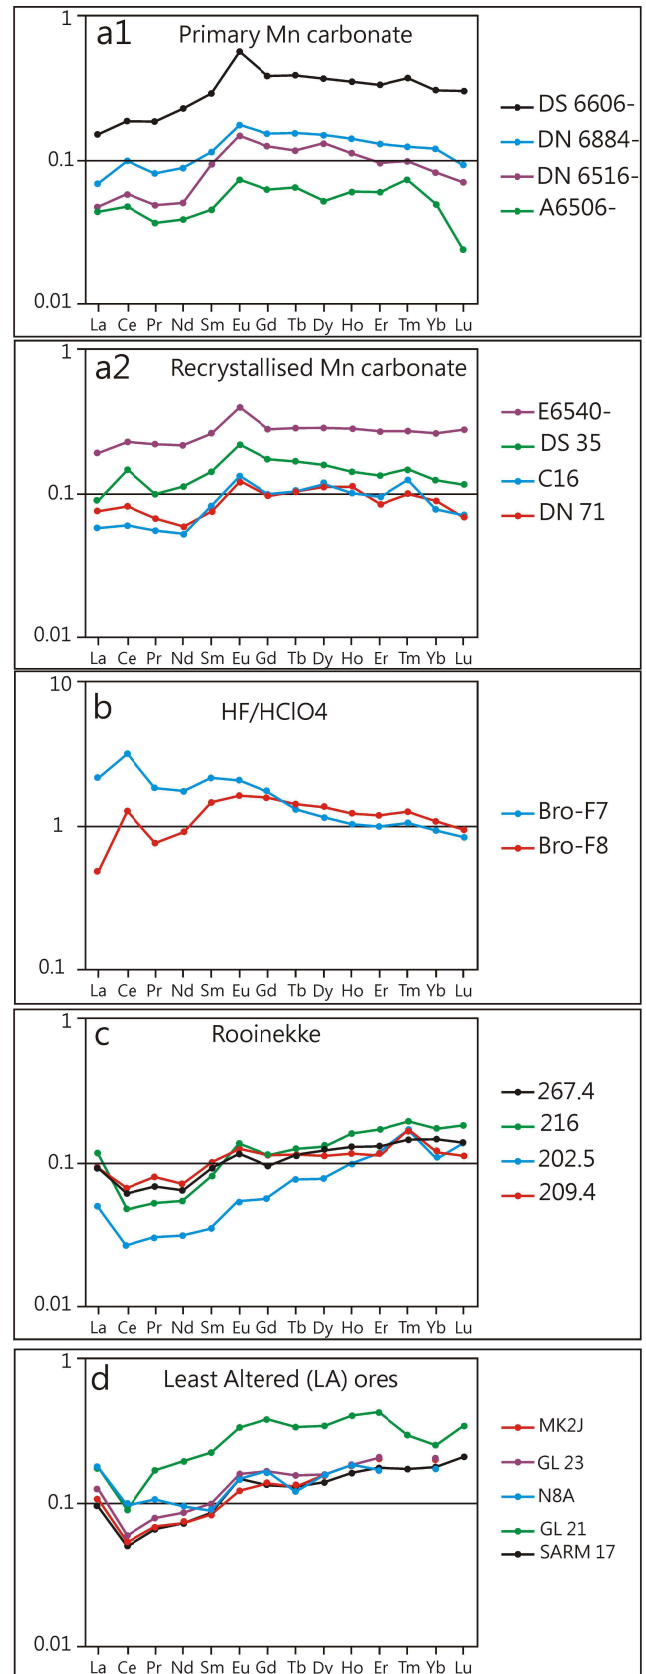 a1 Primary Mn carbonate
1
0.1
0.01
La Ce Pr Nd Sm Eu Gd Tb Dy Ho Er Tm Yb Lu
DS 6606-
DN 6884-
DN 6516-
A6506-
a2 Recrystallised Mn carbonate
1
0.1
0.01
La Ce Pr Nd Sm Eu Gd Tb Dy Ho Er Tm Yb Lu
E6540-
DS 35
C16
DN 71
b HF/HClO4
10
1
0.1
La Ce Pr Nd Sm Eu Gd Tb Dy Ho Er Tm Yb Lu
Bro-F7
Bro-F8
c Rooinekke
1
0.1
0.01
La Ce Pr Nd Sm Eu Gd Tb Dy Ho Er Tm Yb Lu
267.4
216
202.5
209.4
d Least Altered (LA) ores
1
0.1
0.01
La Ce Pr Nd Sm Eu Gd Tb Dy Ho Er Tm Yb Lu
MK2J
GL 23
N8A
GL 21
SARM 17